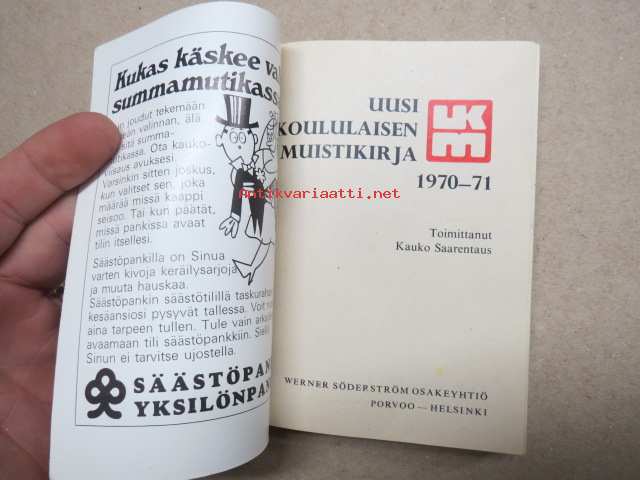 Kukas käskee
summamutikassa
joudut tekemään
valinnan, älä
summa-
Ota kauko-
viisaus avuksesi
Varsinkin sitten joskus,
kun valitset sen, joka
määrää missä kaappi
seisoo. Tai kun päätät,
missä pankissa avaat
tilin itsellesi.
Säästöpankilla on Sinua
varten kivoja keräilysarjoja
ja muuta hauskaa.
Säästöpankin säästötilillä
kesäansiosi pysyvät tallessa. Voit
aina tarpeen tullen. Tule vain
avaamaan tili säästöpankkiin.
Sinun ei tarvitse ujostella.
SÄÄSTÖPAN
YKSILÖNPAN
UUSI
KOULULAISEN
MUISTIKIRJA
1970—71
UKM
Toimittanut
Kauko Saarentaus
WERNER SÖDERSTRÖM OSAKEYHTIÖ
PORVOO — HELSINKI
Antikvariaatti.net